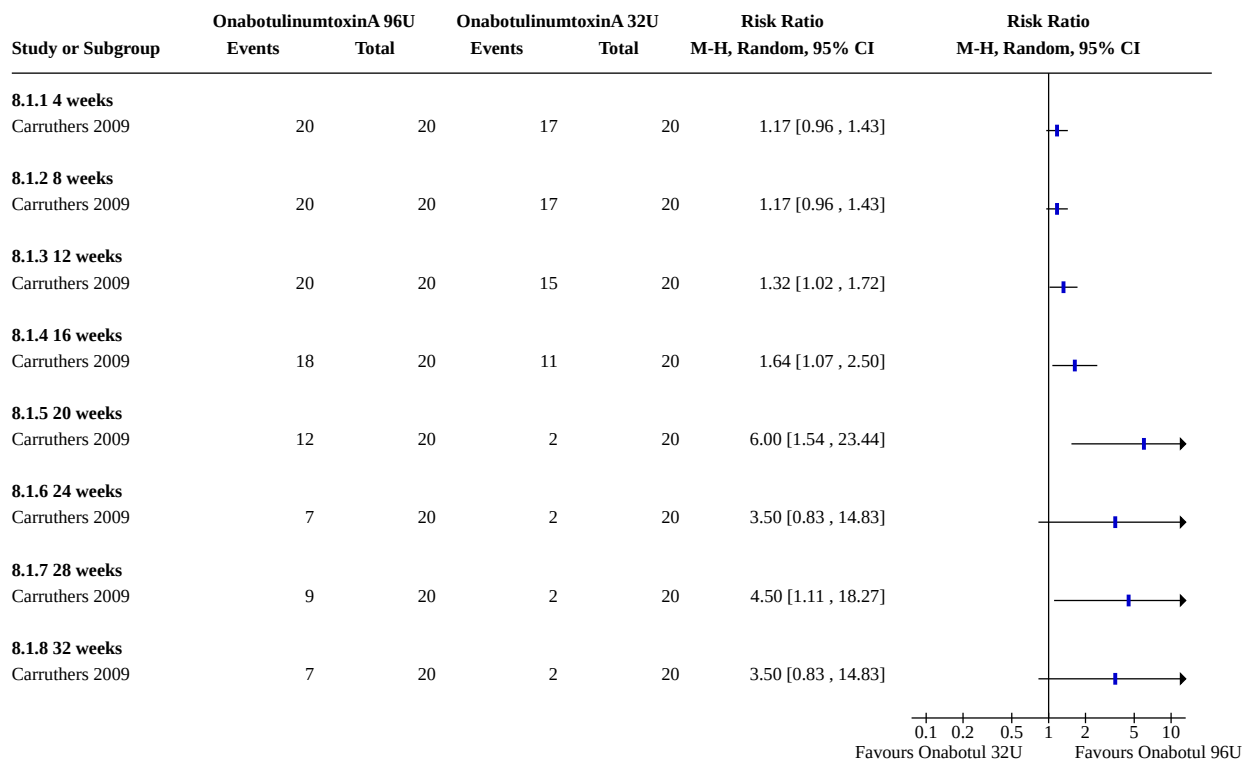 OnabotulinumtoxinA 96U OnabotulinumtoxinA 32U Risk Ratio Risk Ratio
Study or Subgroup Events Total Events Total M-H, Random, 95% CI M-H, Random, 95% CI
8.1.1 4 weeks
Carruthers 2009 20 20 17 20 1.17 [0.96 , 1.43]
8.1.2 8 weeks
Carruthers 2009 20 20 17 20 1.17 [0.96 , 1.43]
8.1.3 12 weeks
Carruthers 2009 20 20 15 20 1.32 [1.02 , 1.72]
8.1.4 16 weeks
Carruthers 2009 18 20 11 20 1.64 [1.07 , 2.50]
8.1.5 20 weeks
Carruthers 2009 12 20 2 20 6.00 [1.54 , 23.44]
8.1.6 24 weeks
Carruthers 2009 7 20 2 20 3.50 [0.83 , 14.83]
8.1.7 28 weeks
Carruthers 2009 9 20 2 20 4.50 [1.11 , 18.27]
8.1.8 32 weeks
Carruthers 2009 7 20 2 20 3.50 [0.83 , 14.83]
0.1 0.2 0.5 1 2 5 10
Favours Onabotul 32U Favours Onabotul 96U